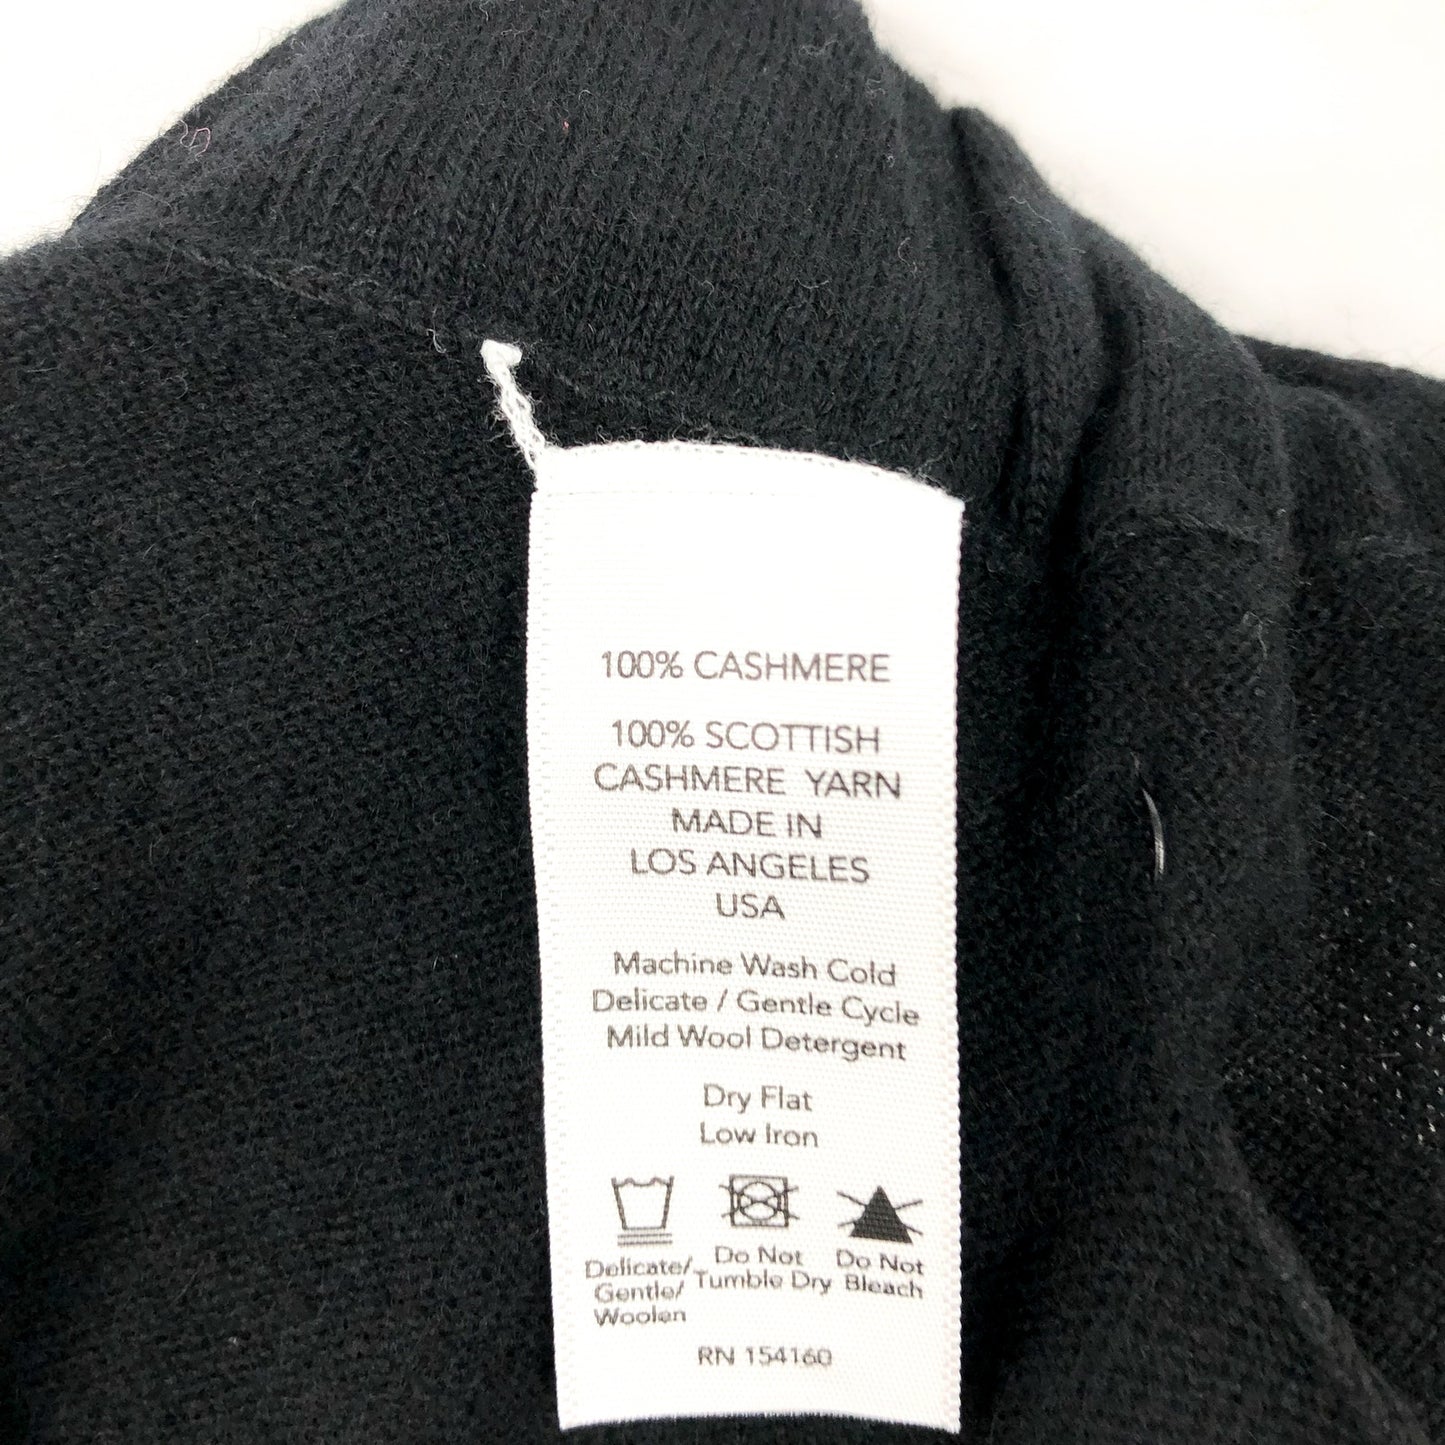 100% CASHMERE
100% SCOTTISH
CASHMERE YARN
MADE IN
LOS ANGELES
USA
Machine Wash Cold
Delicate / Gentle Cycle
Mild Wool Detergent
Dry Flat
Low Iron
Delicate/
Gentle/
Woolen
Do Not
Tumble Dry
Do Not
Bleach
RN 154160